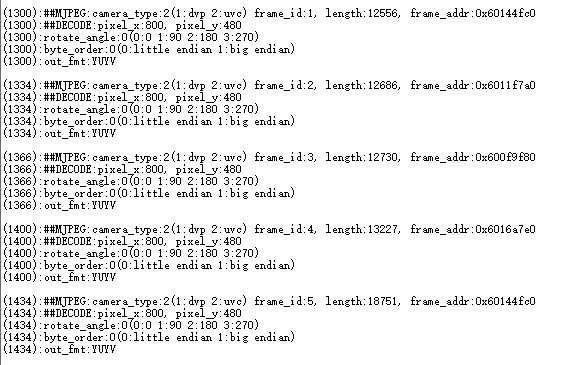 (1300):##MJPEG:camera_type:2(1:dvp 2:uvc) frame_id:1, length:12556, frame_addr:0x60144fc0
(1300):##DECODE:pixel_x:800, pixel_y:480
(1300):rotate_angle:0(0:0 1:90 2:180 3:270)
(1300):byte_order:0(0:little endian 1:big endian)
(1300):out_fmt:YUYV
(1334):##MJPEG:camera_type:2(1:dvp 2:uvc) frame_id:2, length:12686, frame_addr:0x6011f7a0
(1334):##DECODE:pixel_x:800, pixel_y:480
(1334):rotate_angle:0(0:0 1:90 2:180 3:270)
(1334):byte_order:0(0:little endian 1:big endian)
(1334):out_fmt:YUYV
(1366):##MJPEG:camera_type:2(1:dvp 2:uvc) frame_id:3, length:12730, frame_addr:0x600f9f80
(1366):##DECODE:pixel_x:800, pixel_y:480
(1366):rotate_angle:0(0:0 1:90 2:180 3:270)
(1366):byte_order:0(0:little endian 1:big endian)
(1366):out_fmt:YUYV
(1400):##MJPEG:camera_type:2(1:dvp 2:uvc) frame_id:4, length:13227, frame_addr:0x6016a7e0
(1400):##DECODE:pixel_x:800, pixel_y:480
(1400):rotate_angle:0(0:0 1:90 2:180 3:270)
(1400):byte_order:0(0:little endian 1:big endian)
(1400):out_fmt:YUYV
(1434):##MJPEG:camera_type:2(1:dvp 2:uvc) frame_id:5, length:18751, frame_addr:0x60144fc0
(1434):##DECODE:pixel_x:800, pixel_y:480
(1434):rotate_angle:0(0:0 1:90 2:180 3:270)
(1434):byte_order:0(0:little endian 1:big endian)
(1434):out_fmt:YUYV